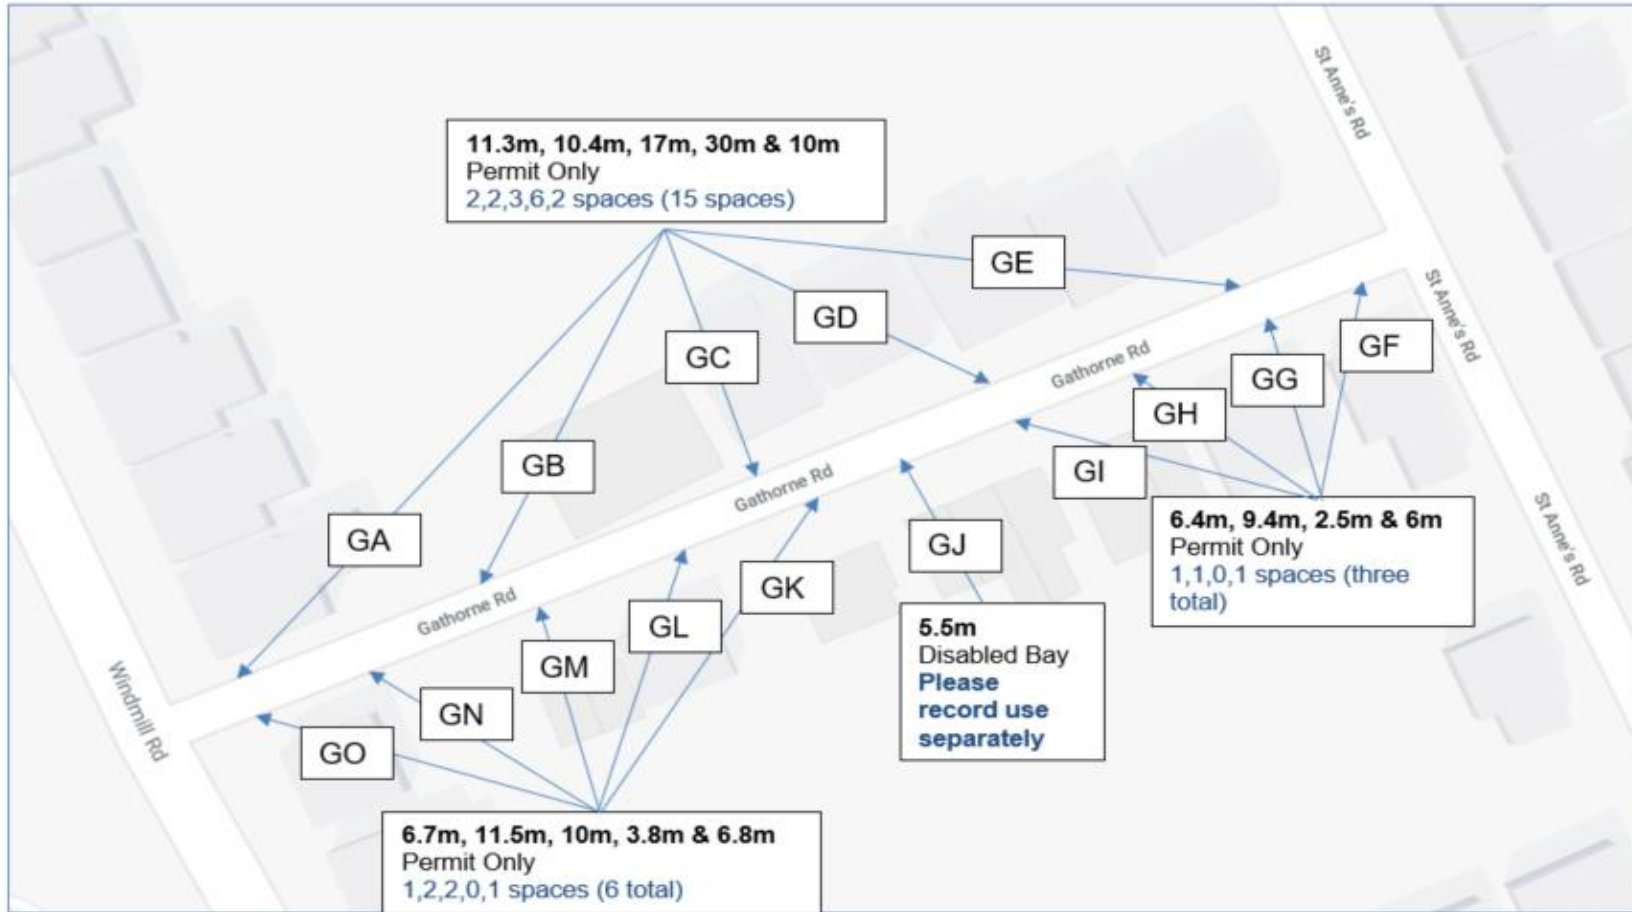 St Anne's Rd
11.3m, 10.4m, 17m, 30m & 10m
Permit Only
2,2,3,6,2 spaces (15 spaces)
GE
St Anne's Rd
GD
GC
Gathorne Rd
GF
GG
GH
GB
Gathorne Rd
GI
St Anne's Rd
6.4m, 9.4m, 2.5m & 6m
Permit Only
1,1,0,1 spaces (three
total)
GA
GJ
GK
Gathorne Rd
GL
5.5m
Disabled Bay
Please
record use
separately
GM
Windmill Rd
GN
GO
6.7m, 11.5m, 10m, 3.8m & 6.8m
Permit Only
1,2,2,0,1 spaces (6 total)